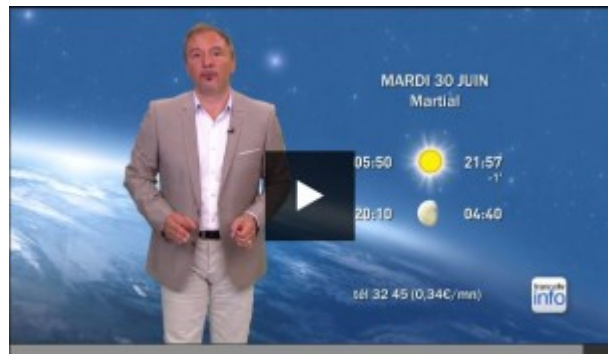 MARDI 30 JUIN
Martial
05:50 21:57
-1'
20:10 04:40
tél 32 45 (0,34€/mn)
francetv
info